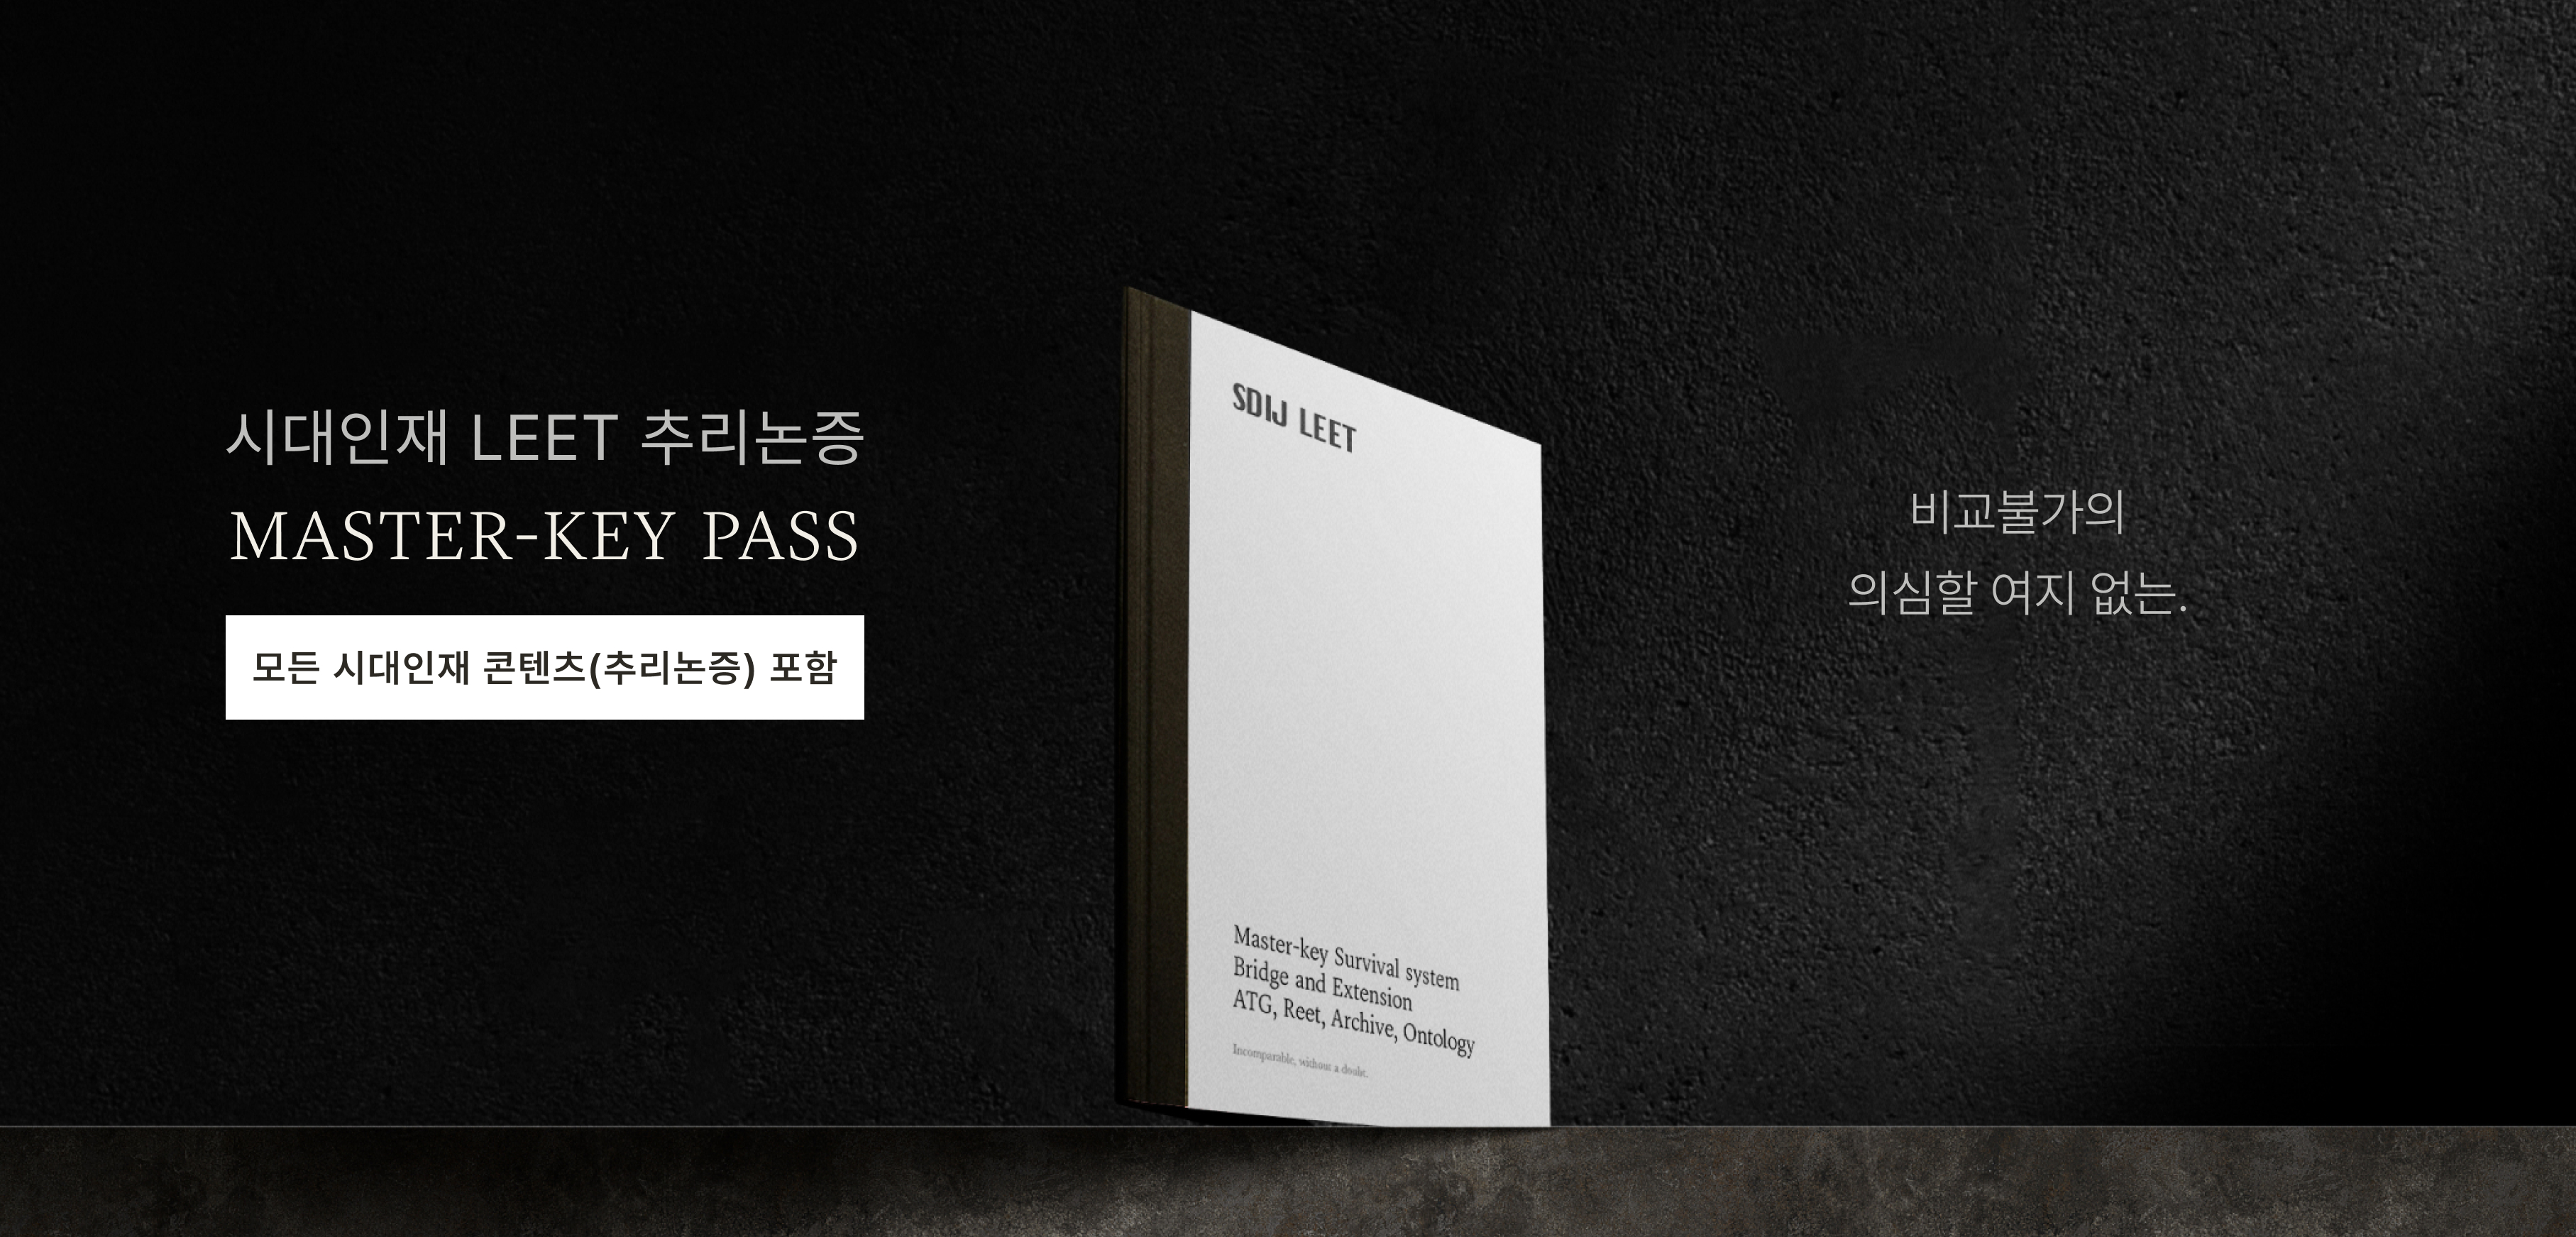 시대인재 LEET 추리논증
MASTER-KEY PASS
모든 시대인재 콘텐츠(추리논증) 포함
SDIJ LEET
Master-key Survival system
Bridge and Extension
ATG, Reet, Archive, Ontology
Incomparable, without a doubt.
비교불가의
의심할 여지 없는.